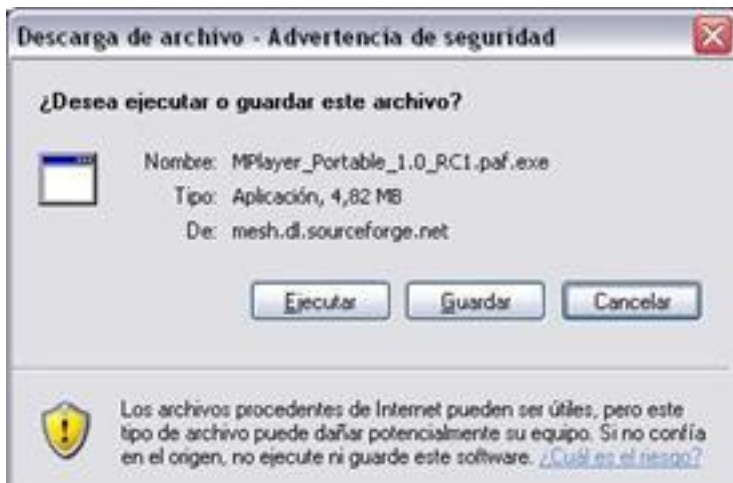 Descarga de archivo - Advertencia de seguridad
¿Desea ejecutar o guardar este archivo?
Nombre: MPlayer_Portable_1.0_RC1.paf.exe
Tipo: Aplicación, 4,82 MB
De: mesh.dl.sourceforge.net
Ejecutar Guardar Cancelar
Los archivos procedentes de Internet pueden ser útiles, pero este
tipo de archivo puede dañar potencialmente su equipo. Si no confía
en el origen, no ejecute ni guarde este software. ¿Cuál es el riesgo?